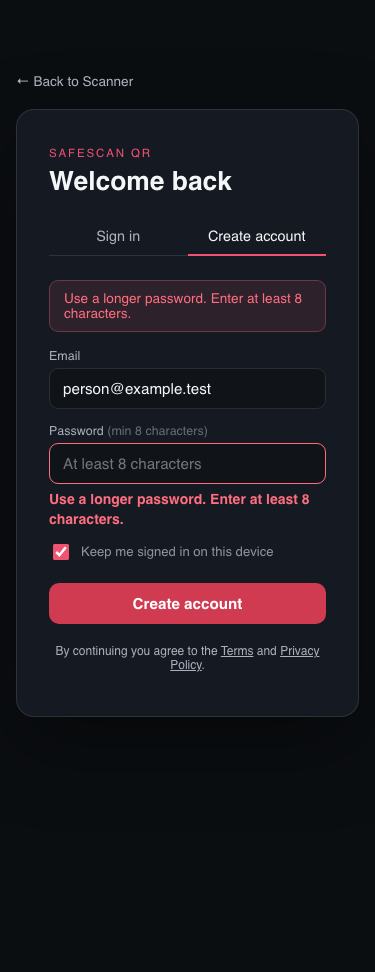 ← Back to Scanner
SAFESCAN QR
Welcome back
Sign in
Create account
Use a longer password. Enter at least 8
characters.
Email
person@example.test
Password (min 8 characters)
At least 8 characters
Use a longer password. Enter at least 8
characters.
Keep me signed in on this device
Create account
By continuing you agree to the Terms and Privacy
Policy.